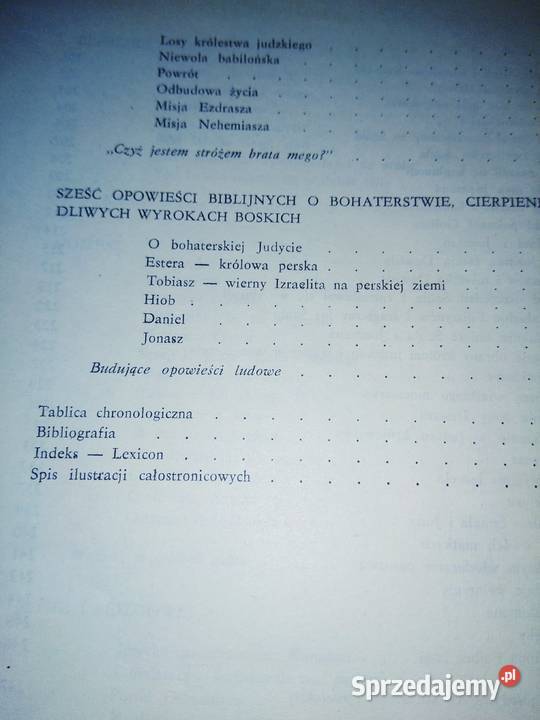 Losy królestwa judzkiego . . . . .
Niewola babilońska . . . . . .
Powrót . . . . . . . .
Odbudowa życia . . . . . . .
Misja Ezdrasza . . . . . . .
Misja Nehemiasza . . . . . .
„Czyż jestem stróżem brata mego?" . . . . .
SZEŚĆ OPOWIEŚCI BIBLIJNYCH O BOHATERSTWIE, CIERPIENI
DLIWYCH WYROKACH BOSKICH
O bohaterskiej Judycie . . . . . .
Estera — królowa perska . . . . . .
Tobiasz — wierny Izraelita na perskiej ziemi . . .
Hiob . . . . . . . . .
Daniel . . . . . . . . .
Jonasz . . . . . . . . .
Budujące opowieści ludowe . . . . . . .
Tablica chronologiczna . . . . . . . . .
Bibliografia . . . . . . . . . . .
Indeks — Lexicon . . . . . . . . . .
Spis ilustracji całostronicowych . . . . . . .
Sprzedajemy.pl